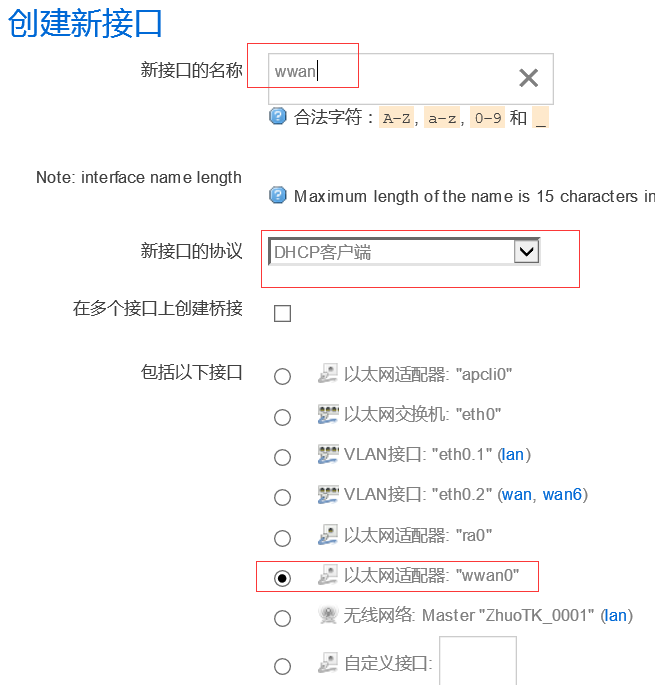 创建新接口
新接口的名称 wwan
合法字符：A-Z, a-z, 0-9 和 _
Note: interface name length
Maximum length of the name is 15 characters in
新接口的协议 DHCP客户端
在多个接口上创建桥接
包括以下接口 以太网适配器: "apcli0"
以太网交换机: "eth0"
VLAN接口: "eth0.1" (lan)
VLAN接口: "eth0.2" (wan, wan6)
以太网适配器: "ra0"
以太网适配器: "wwan0"
无线网络: Master "ZhuoTK_0001" (lan)
自定义接口: